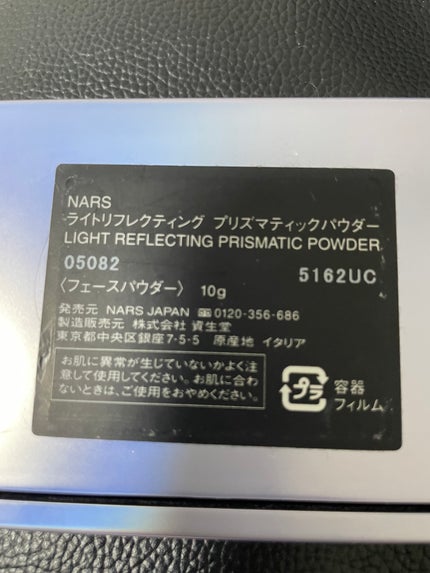 NARS
ライトリフレクティング プリズマティックパウダー
LIGHT REFLECTING PRISMATIC POWDER
05082
5162UC
〈フェースパウダー〉 10g
発売元 NARS JAPAN 0120-356-686
製造販売元 株式会社 資生堂
東京都中央区銀座7-5-5 原産地 イタリア
お肌に異常が生じていないかよく注
意して使用してください。お肌に合わ
ないときは、ご使用をおやめください。
プラ
容器
フィルム